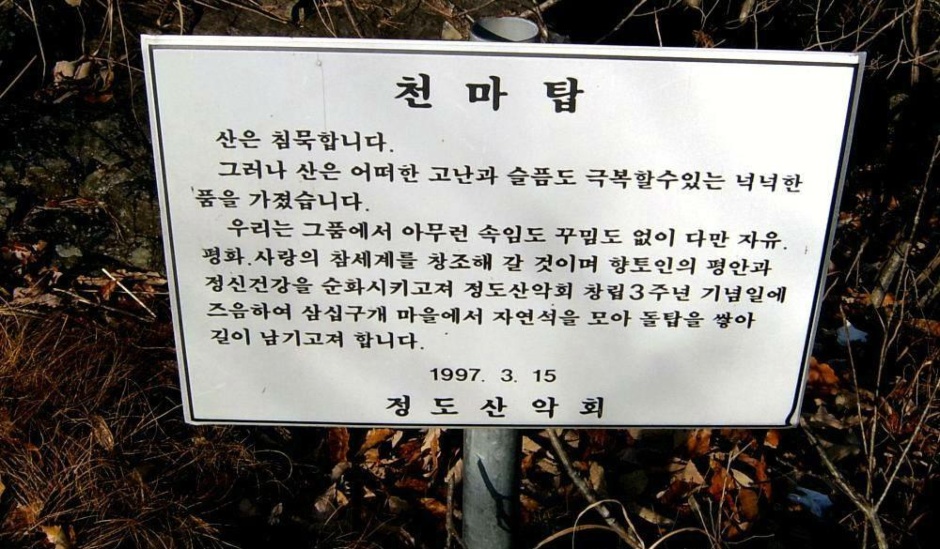 천마탑
산은 침묵합니다.
그러나 산은 어떠한 고난과 슬픔도 극복할수있는 넉넉한
품을 가졌습니다.
우리는 그품에서 아무런 속임도 꾸밈도 없이 다만 자유.
평화.사랑의 참세계를 창조해 갈 것이며 향토인의 평안과
정신건강을 순화시키고져 정도산악회 창립3주년 기념일에
즈음하여 삼십구개 마을에서 자연석을 모아 돌탑을 쌓아
길이 남기고져 합니다.
1997. 3. 15
정도산악회